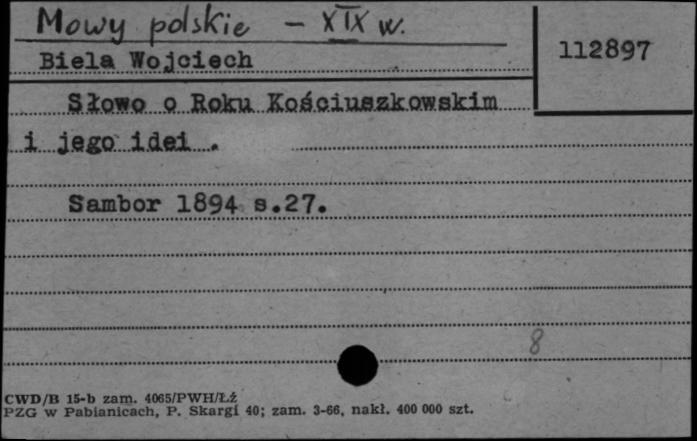 Mowy polskie – XIX w.
Biela Wojciech
112897
Słowo o Roku Kościuszkowskim
i jego idei .
Sambor 1894 s.27.
8
CWD/B 15-b zam. 4065/PWH/Łź
PZG w Pabianicach, P. Skargi 40; zam. 3-66, nakł. 400 000 szt.